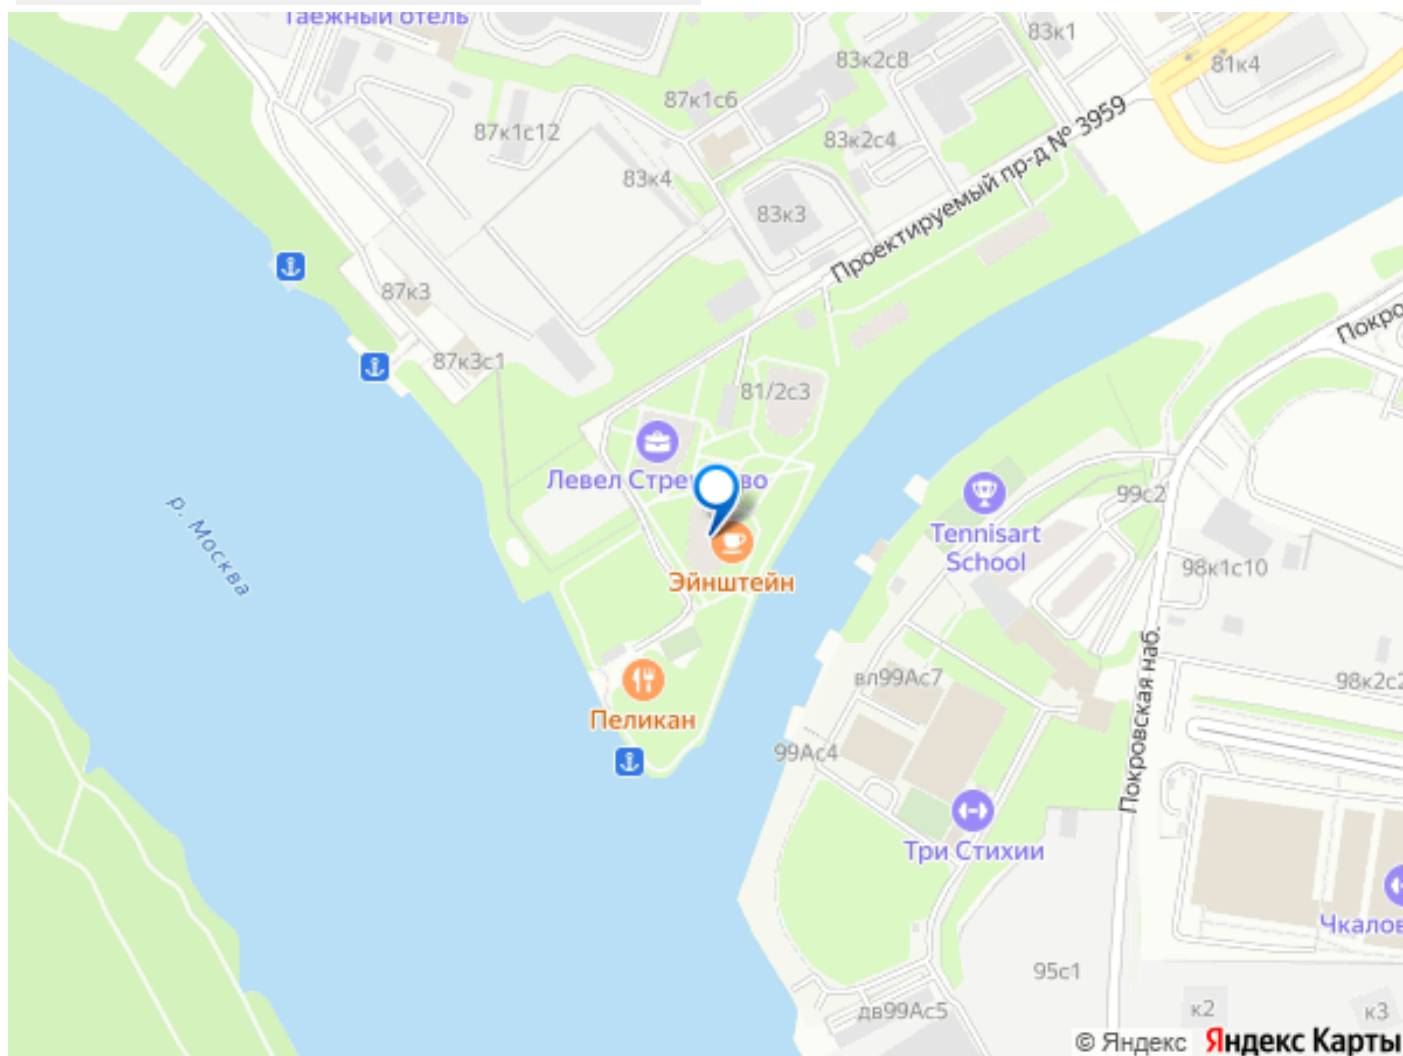 Таёжный отель
83к1
83к2с8
81к4
87к1с6
87к1с12
83к2с4
Проектируемый пр-д № 3959
83к4
83к3
87к3
87к3с1
81/2с3
Покро
Левел Стре
во
р. Москва
99с2
Tennisart
School
98к1с10
Эйнштейн
Пеликан
вл99Ас7
98к2с2
Покровская наб.
99Ас4
Три Стихии
Чкалов
95с1
дв99Ас5
к2
к3
© Яндекс Яндекс Карты